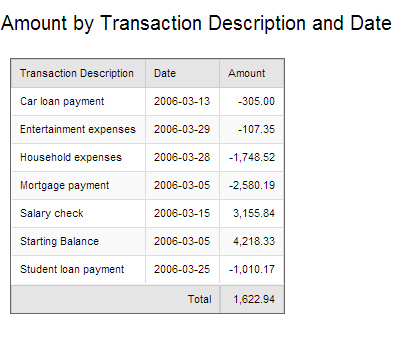 Amount by Transaction Description and Date
Transaction Description Date Amount
Car loan payment 2006-03-13 -305.00
Entertainment expenses 2006-03-29 -107.35
Household expenses 2006-03-28 -1,748.52
Mortgage payment 2006-03-05 -2,580.19
Salary check 2006-03-15 3,155.84
Starting Balance 2006-03-05 4,218.33
Student loan payment 2006-03-25 -1,010.17
Total 1,622.94